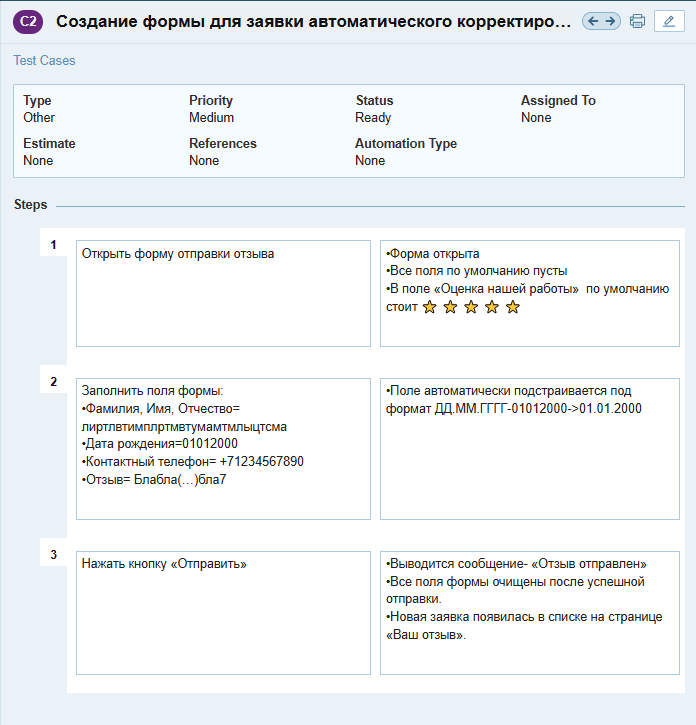 C2 Создание формы для заявки автоматического корректиро...
Test Cases
Type Priority Status Assigned To
Other Medium Ready None
Estimate References Automation Type
None None None
Steps
1
Открыть форму отправки отзыва
•Форма открыта
•Все поля по умолчанию пусты
•В поле «Оценка нашей работы» по умолчанию
стоит
2
Заполнить поля формы:
•Фамилия, Имя, Отчество=
лиртлвтимплртмвтумамтмлыцтсма
•Дата рождения=01012000
•Контактный телефон= +71234567890
•Отзыв= Блабла(…)бла7
•Поле автоматически подстраивается под
формат ДД.ММ.ГГГГ-01012000->01.01.2000
3
Нажать кнопку «Отправить»
•Выводится сообщение- «Отзыв отправлен»
•Все поля формы очищены после успешной
отправки.
•Новая заявка появилась в списке на странице
«Ваш отзыв».